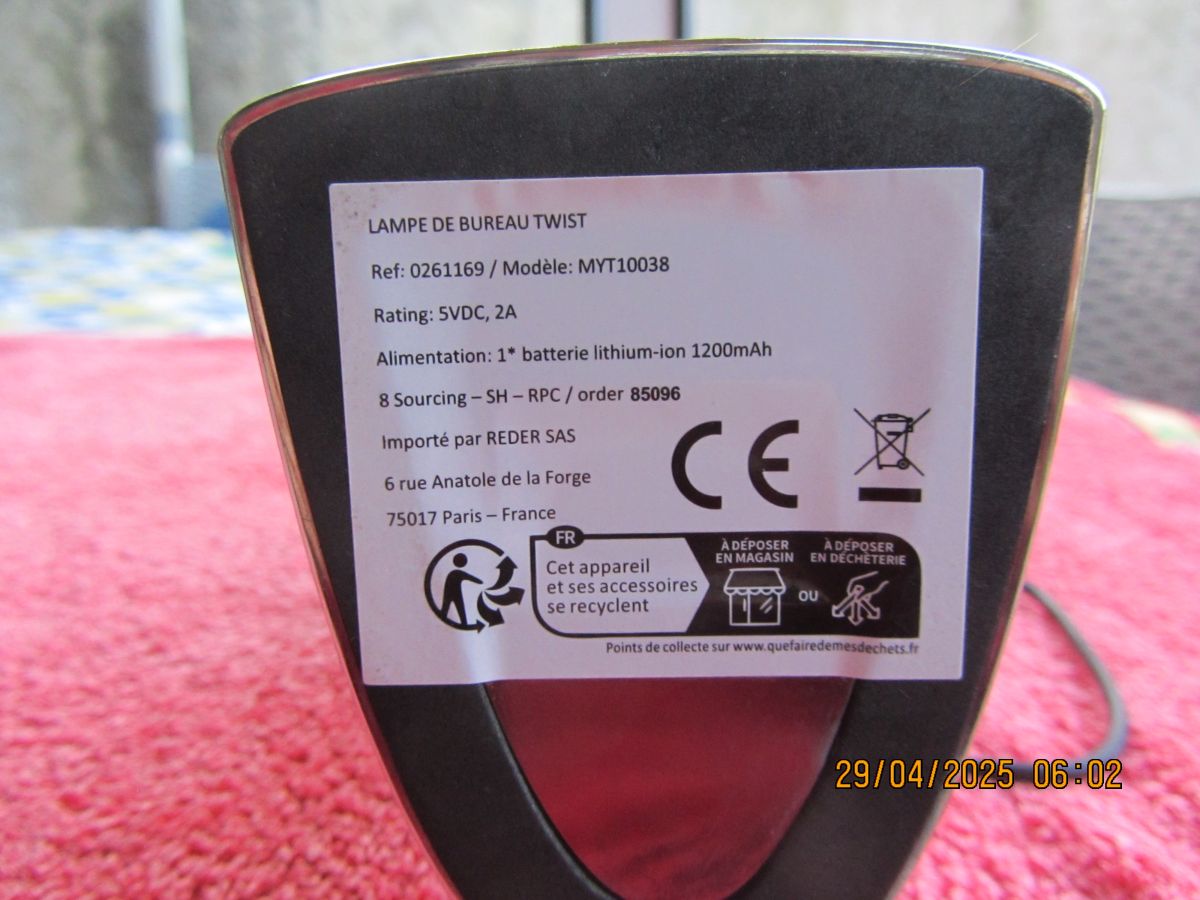 LAMPE DE BUREAU TWIST
Ref: 0261169 / Modèle: MYT10038
Rating: 5VDC, 2A
Alimentation: 1* batterie lithium-ion 1200mAh
8 Sourcing – SH – RPC / order 85096
Importé par REDER SAS
6 rue Anatole de la Forge
75017 Paris – France
CE
FR
Cet appareil
et ses accessoires
se recyclent
À DÉPOSER
EN MAGASIN
OU
À DÉPOSER
EN DÉCHÈTERIE
Points de collecte sur www.quefairedemesdechets.fr
29/04/2025 06:02